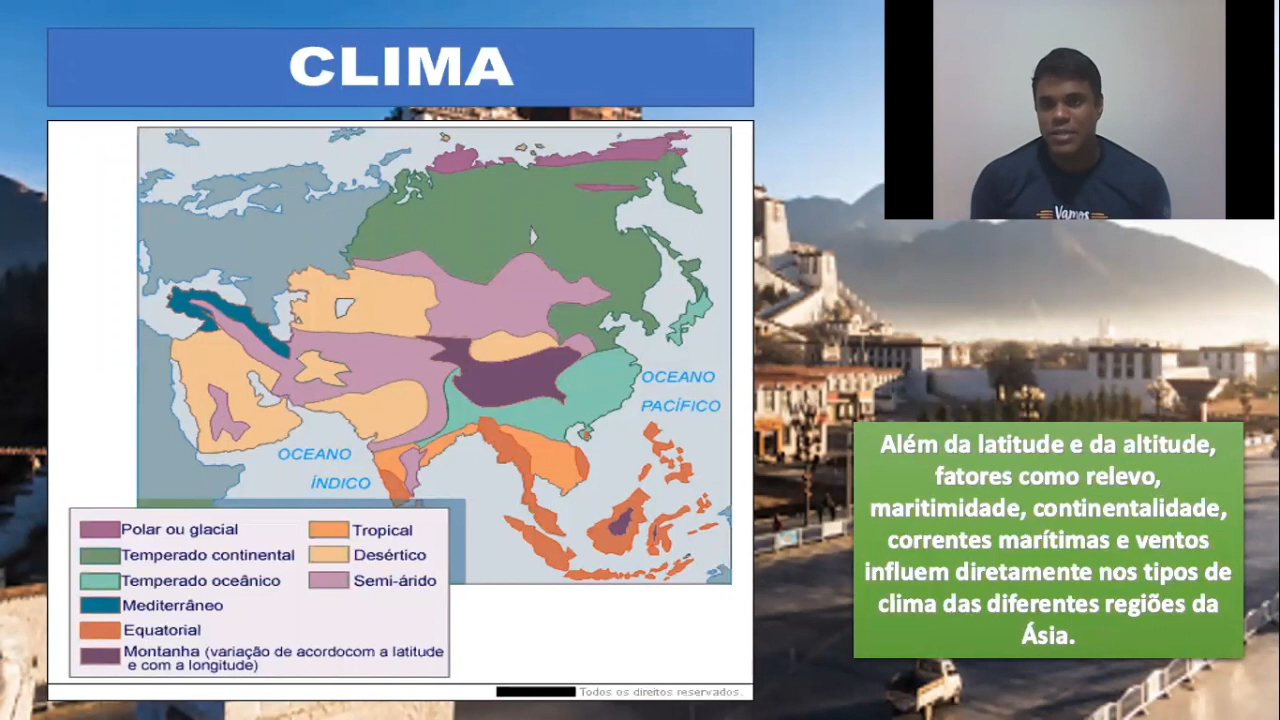 CLIMA
Vamos
OCEANO
PACÍFICO
OCEANO
ÍNDICO
Polar ou glacial
Temperado continental
Temperado oceânico
Mediterrâneo
Equatorial
Montanha (variação de acordocom a latitude
e com a longitude)
Tropical
Desértico
Semi-árido
Todos os direitos reservados.
Além da latitude e da altitude,
fatores como relevo,
maritimidade, continentalidade,
correntes marítimas e ventos
influem diretamente nos tipos de
clima das diferentes regiões da
Ásia.